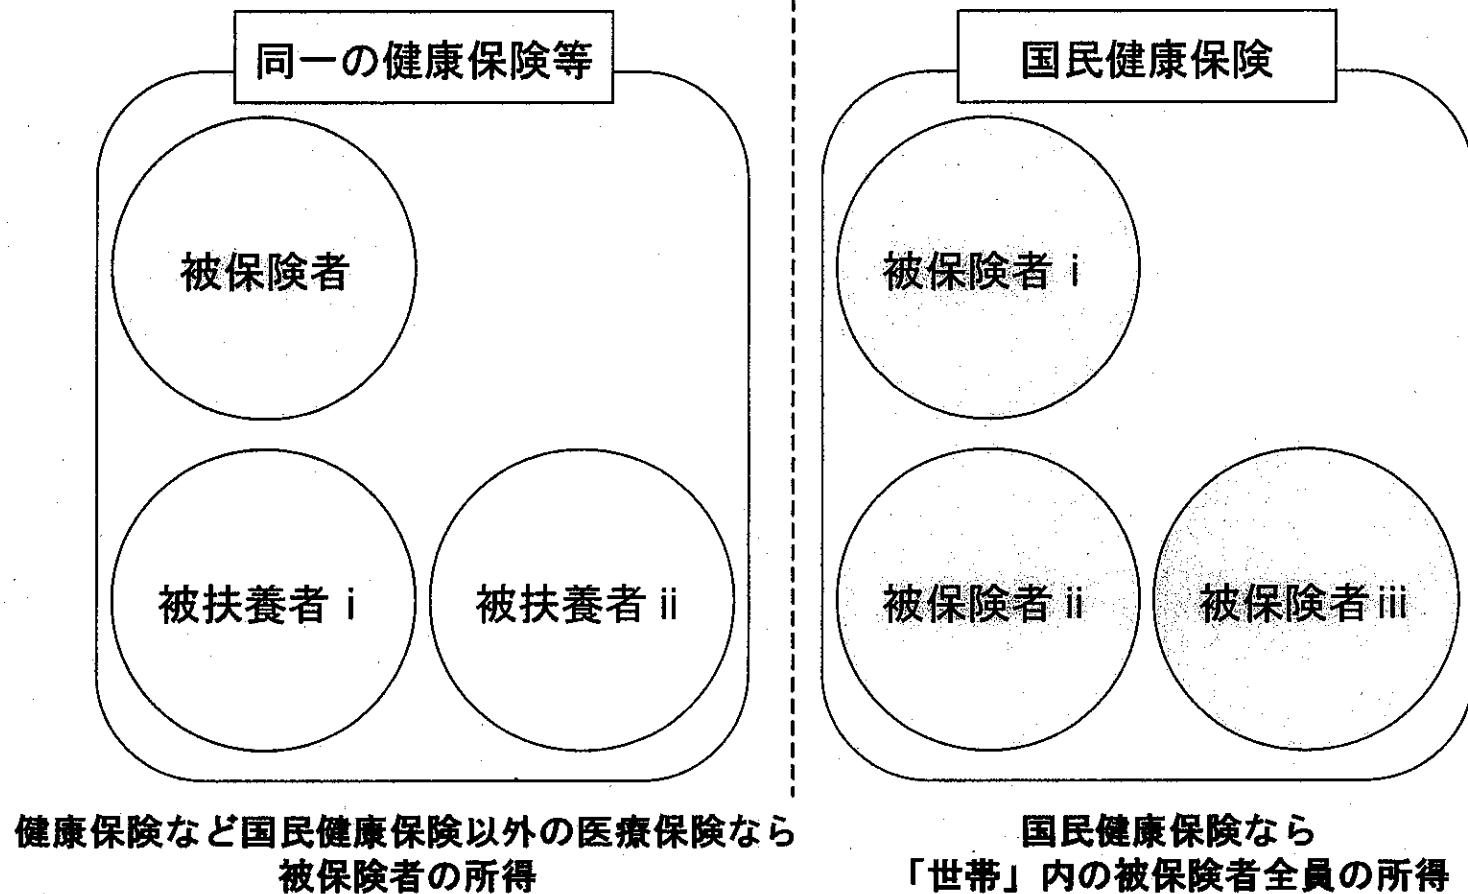 同一の健康保険等
被保険者
被扶養者 i
被扶養者 ii
健康保険など国民健康保険以外の医療保険なら
被保険者の所得
国民健康保険
被保険者 i
被保険者 ii
被保険者 iii
国民健康保険なら
「世帯」内の被保険者全員の所得